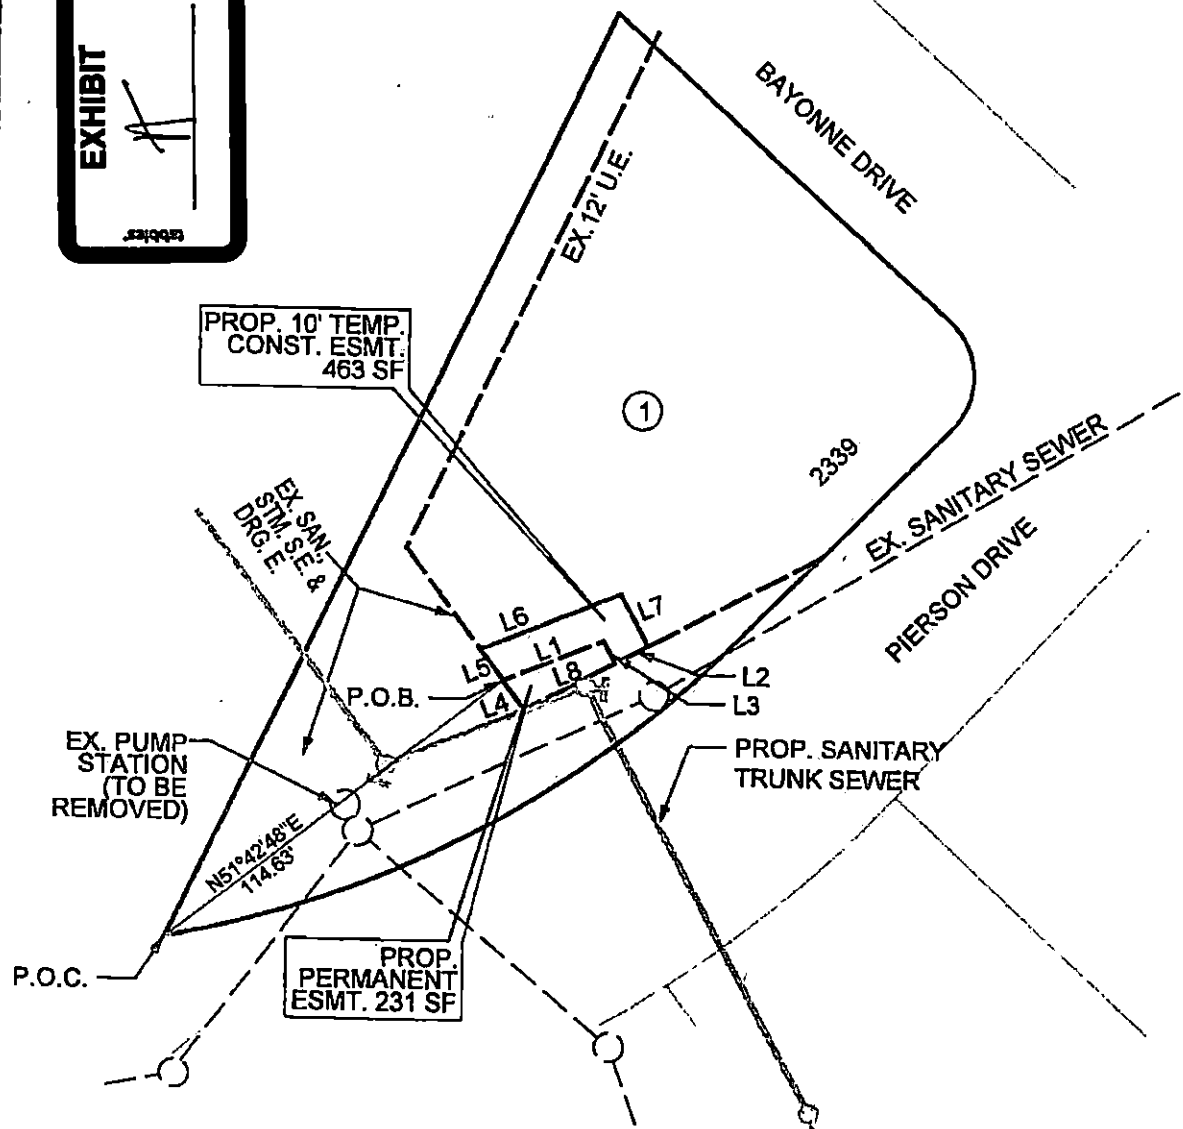 EXHIBIT
A
tabbies'
BAYONNE DRIVE
EX. 12' U.E.
PROP. 10' TEMP.
CONST. ESMT.
463 SF
1
2339
EX. SANITARY SEWER
PIERSON DRIVE
EX. SAN.,
STM. S.E. &
DRG. E.
L6
L7
L1
L5
L8
L2
P.O.B.
L4
L3
EX. PUMP
STATION
(TO BE
REMOVED)
PROP. SANITARY
TRUNK SEWER
N51°42'48"E
114.63'
P.O.C.
PROP.
PERMANENT
ESMT. 231 SF